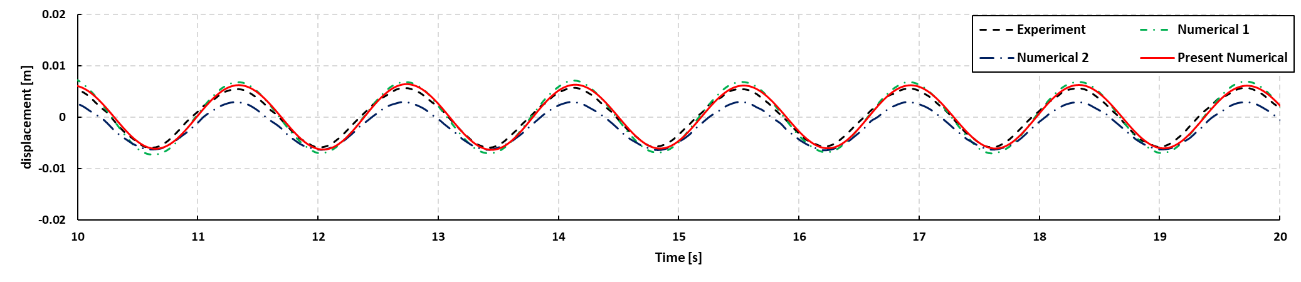 0.02
0.01
0
-0.01
-0.02
displacement [m]
10 11 12 13 14 15 16 17 18 19 20
Time [s]
Experiment Numerical 1
Numerical 2 Present Numerical